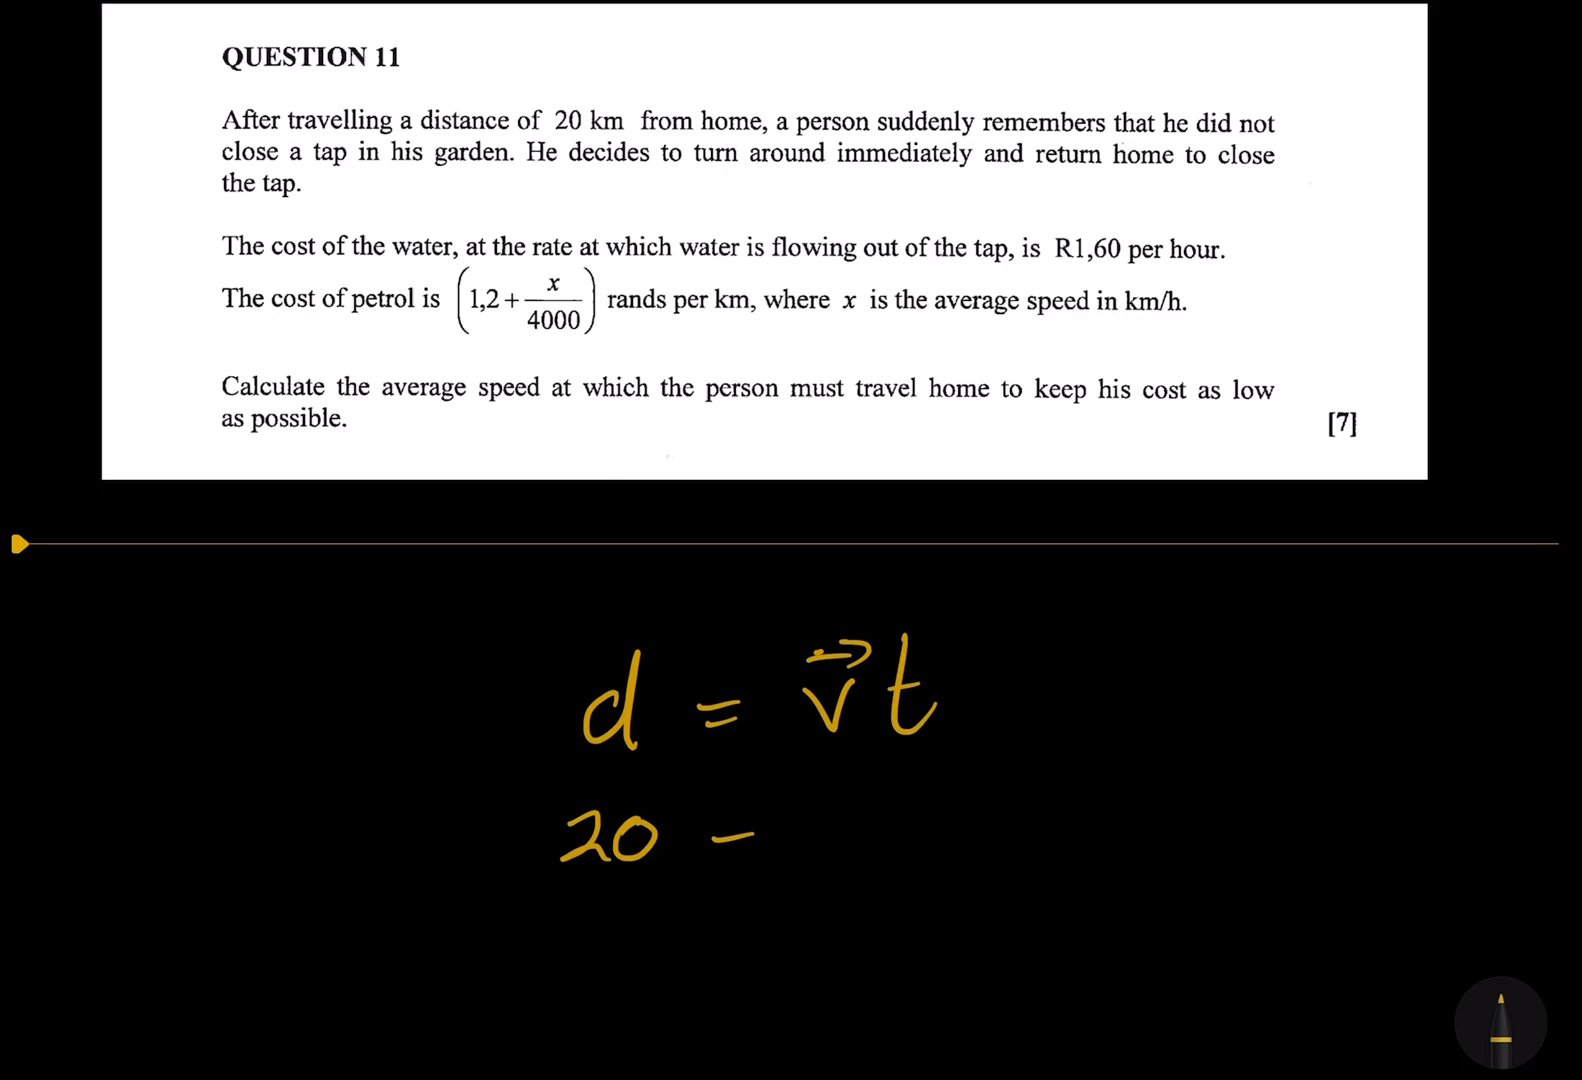 QUESTION 11
After travelling a distance of 20 km from home, a person suddenly remembers that he did not
close a tap in his garden. He decides to turn around immediately and return home to close
the tap.
The cost of the water, at the rate at which water is flowing out of the tap, is R1,60 per hour.
The cost of petrol is (1,2 + x/4000) rands per km, where x is the average speed in km/h.
Calculate the average speed at which the person must travel home to keep his cost as low
as possible.
[7]
d = v⃗ t
20 –